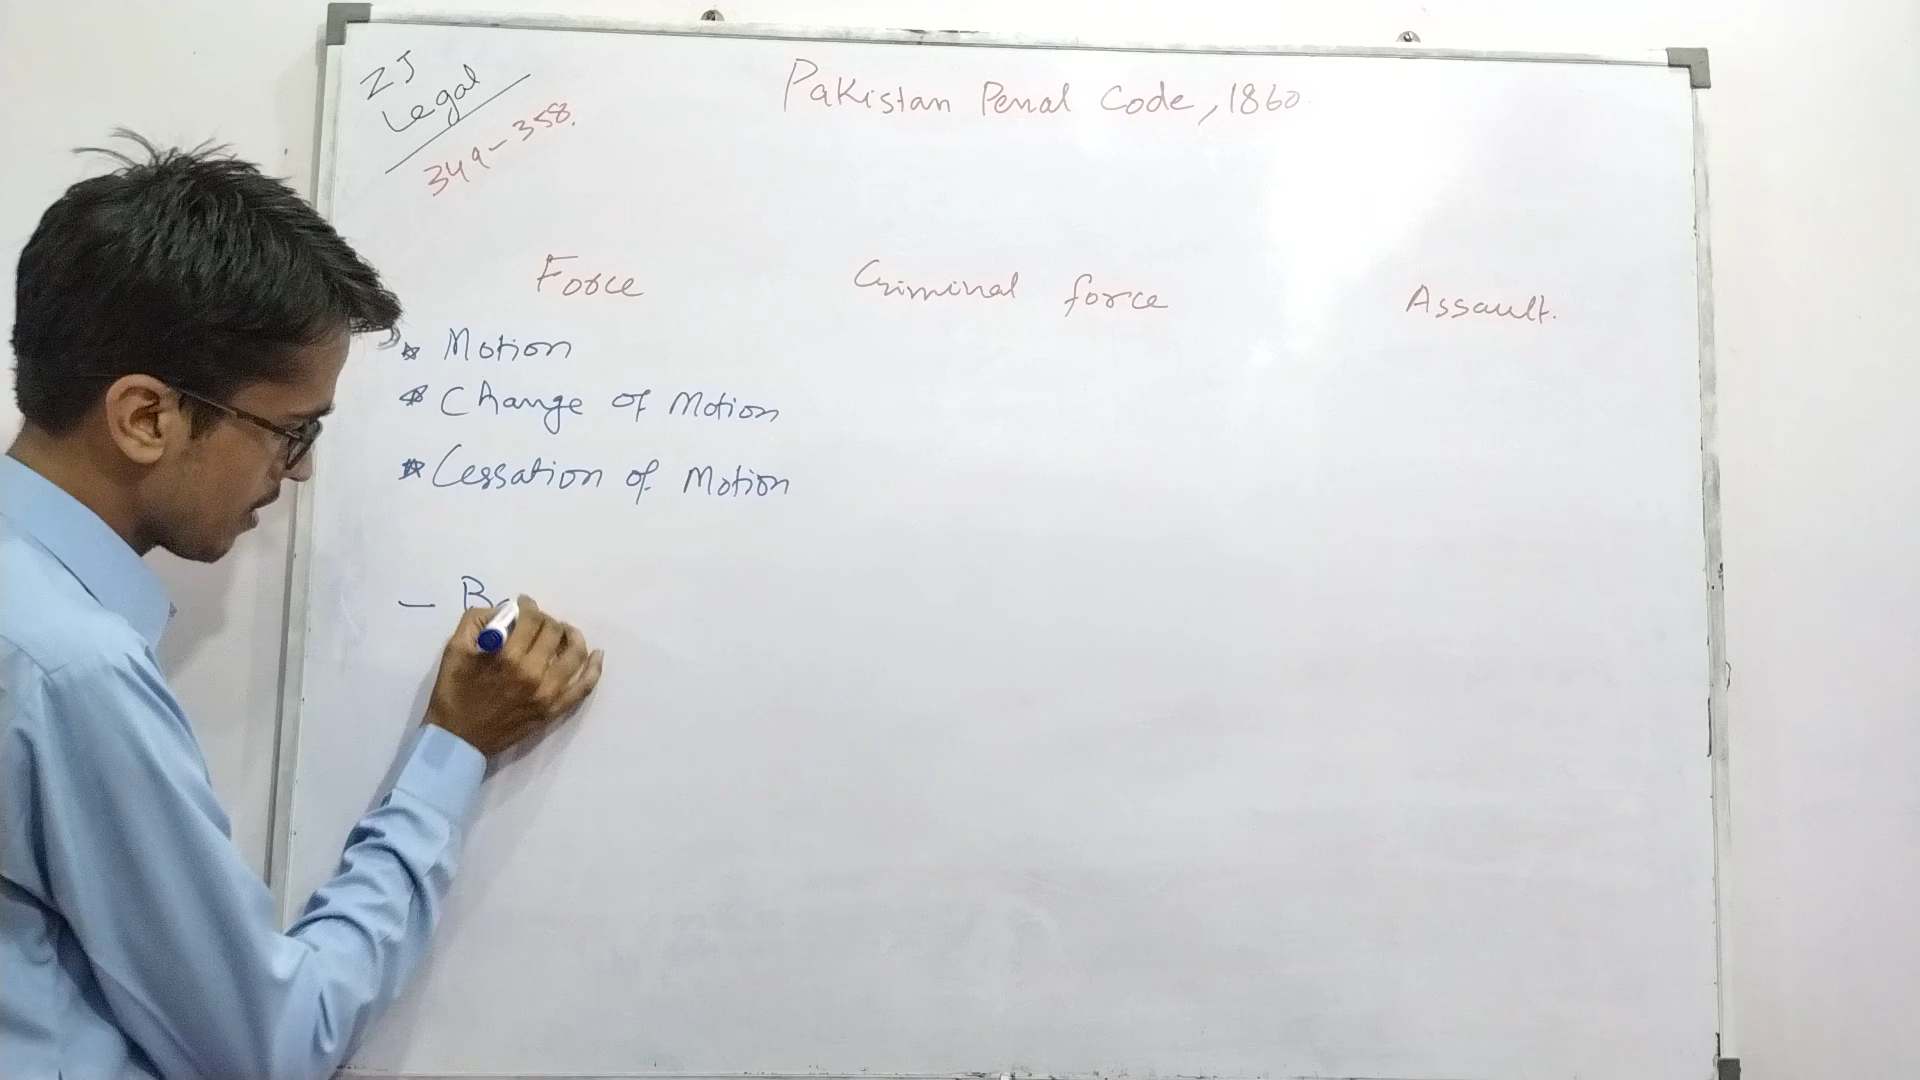 ZJ
Legal
349-358.
Pakistan Penal Code, 1860
Force
Criminal force
Assault.
* Motion
* Change of Motion
* Cessation of Motion
- B